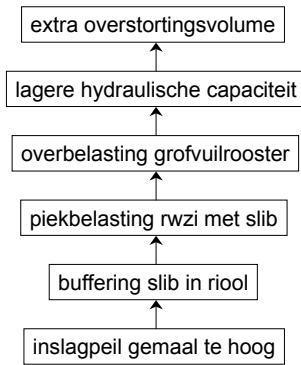 extra overstortingsvolume
lagere hydraulische capaciteit
overbelasting grofvuilrooster
piekbelasting rwzi met slib
buffering slib in riool
inslagpeil gemaal te hoog